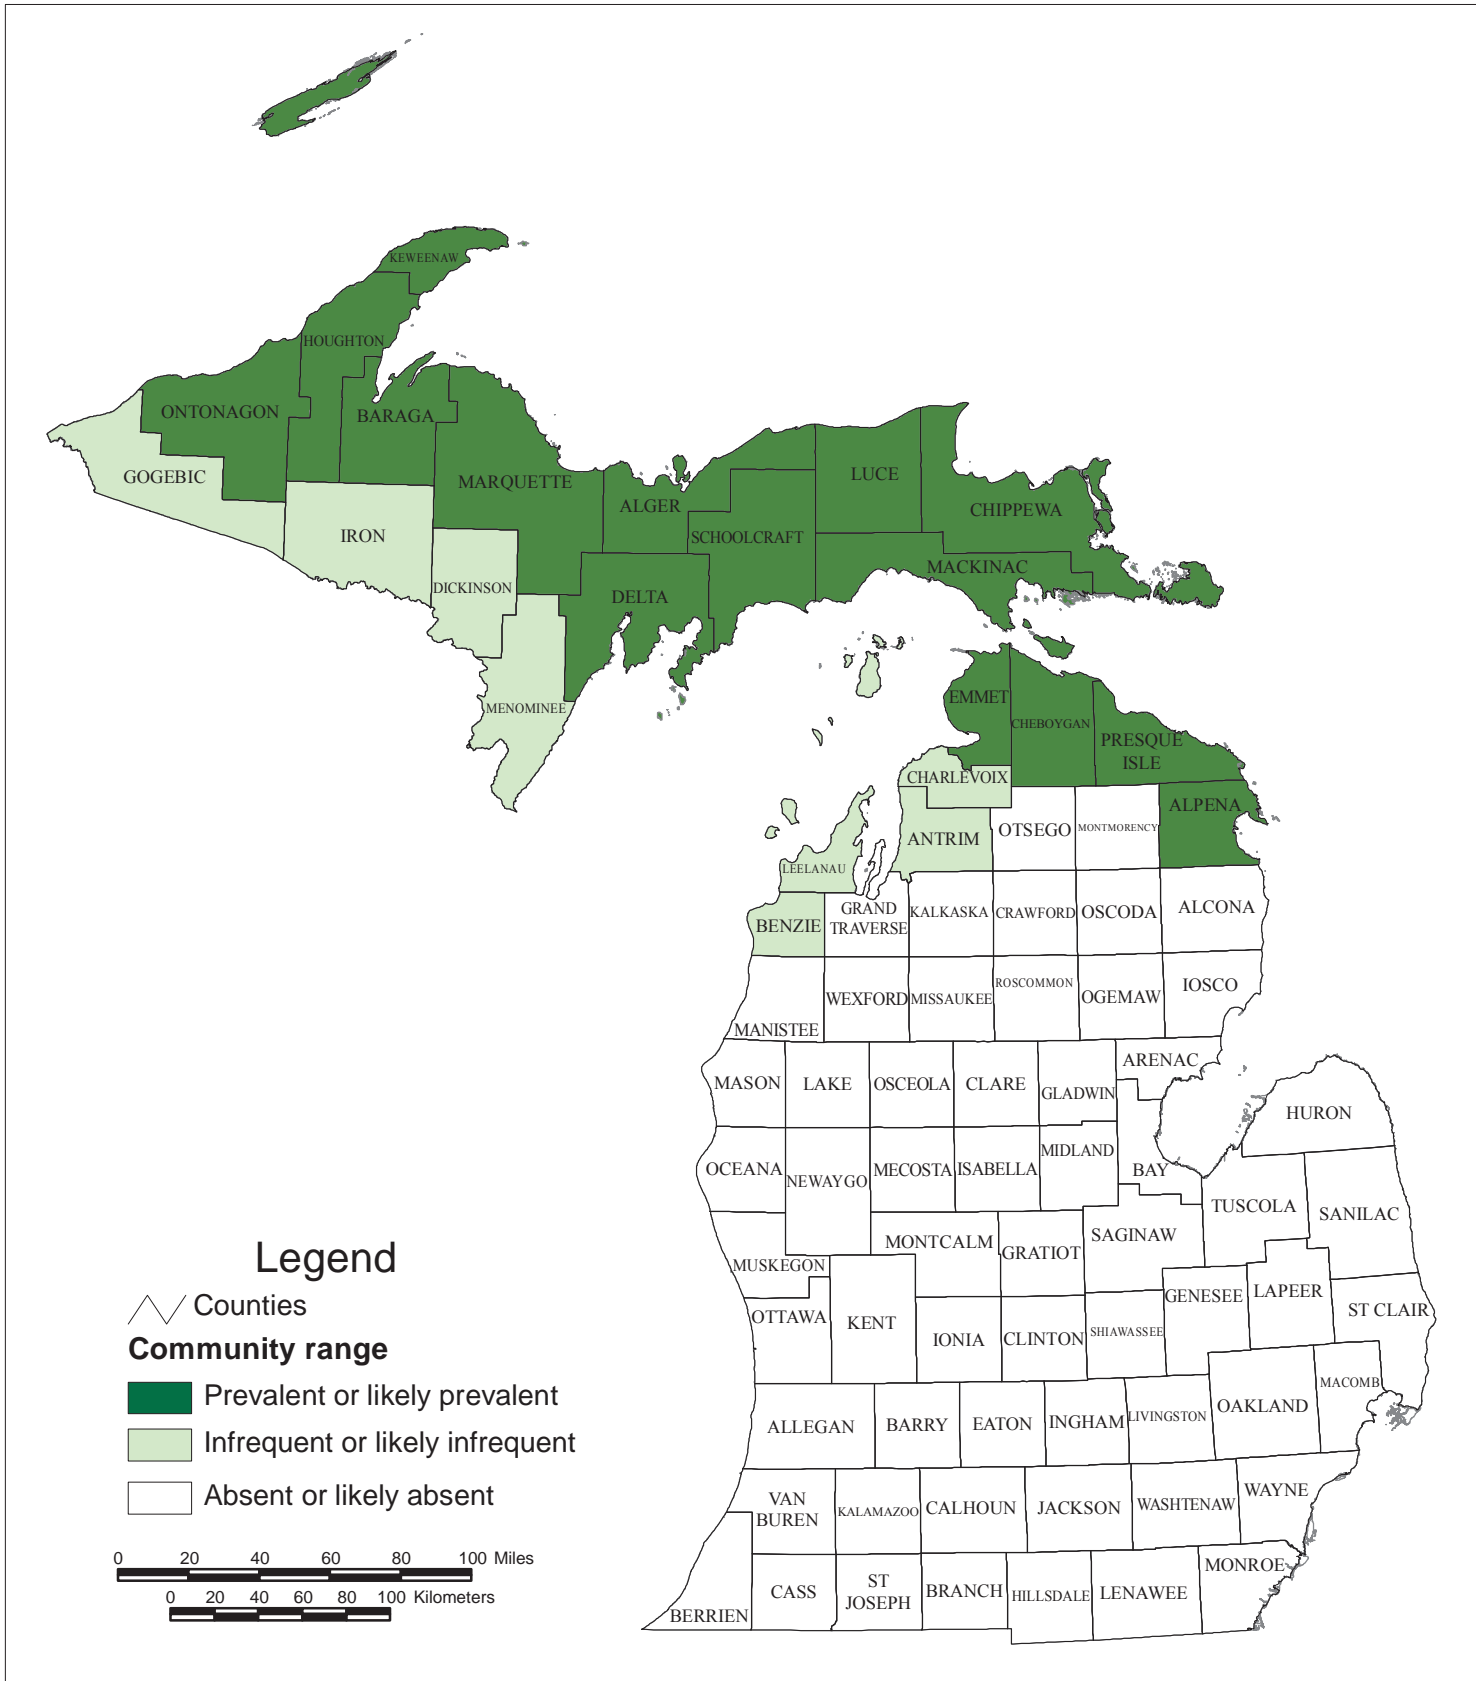 KEWEENAW
HOUGHTON
ONTONAGON
BARAGA
GOGEBIC
MARQUETTE
LUCE
ALGER
CHIPPEWA
IRON
SCHOOLCRAFT
MACKINAC
DICKINSON
DELTA
MENOMINEE
EMMET
CHEBOYGAN
PRESQUE
ISLE
CHARLEVOIX
ALPENA
ANTRIM
OTSEGO
MONTMORENCY
LEELANAU
BENZIE
GRAND
TRAVERSE
KALKASKA
CRAWFORD
OSCODA
ALCONA
MANISTEE
WEXFORD
MISSAUKEE
ROSCOMMON
OGEMAW
IOSCO
ARENAC
MASON
LAKE
OSCEOLA
CLARE
GLADWIN
HURON
OCEANA
NEWAYGO
MECOSTA
ISABELLA
MIDLAND
BAY
TUSCOLA
SANILAC
MUSKEGON
MONTCALM
GRATIOT
SAGINAW
GENESEE
LAPEER
ST CLAIR
OTTAWA
KENT
IONIA
CLINTON
SHIAWASSEE
MACOMB
ALLEGAN
BARRY
EATON
INGHAM
LIVINGSTON
OAKLAND
VAN
BUREN
KALAMAZOO
CALHOUN
JACKSON
WASHTENAW
WAYNE
BERRIEN
CASS
ST
JOSEPH
BRANCH
HILLSDALE
LENAWEE
MONROE
Legend
Counties
Community range
Prevalent or likely prevalent
Infrequent or likely infrequent
Absent or likely absent
0 20 40 60 80 100 Miles
0 20 40 60 80 100 Kilometers